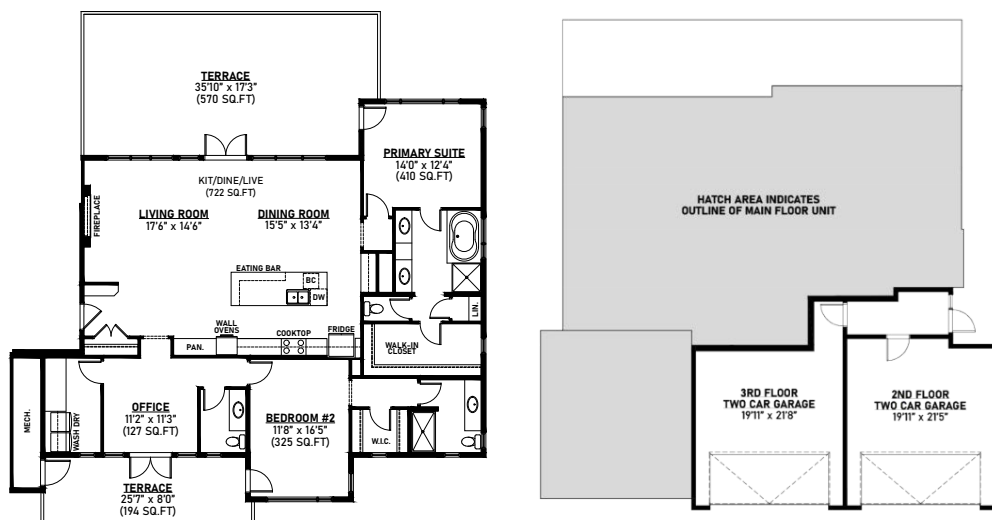 TERRACE
35'10" x 17'3"
(570 SQ.FT)
PRIMARY SUITE
14'0" x 12'4"
(410 SQ.FT)
KIT/DINE/LIVE
(722 SQ.FT)
FIREPLACE
LIVING ROOM
17'6" x 14'6"
DINING ROOM
15'5" x 13'4"
EATING BAR
BC
DW
LIN.
WALL
OVENS
COOKTOP
FRIDGE
PAN.
WALK-IN
CLOSET
MECH.
WASH DRY
OFFICE
11'2" x 11'3"
(127 SQ.FT)
BEDROOM #2
11'8" x 16'5"
(325 SQ.FT)
W.I.C.
TERRACE
25'7" x 8'0"
(194 SQ.FT)
HATCH AREA INDICATES
OUTLINE OF MAIN FLOOR UNIT
3RD FLOOR
TWO CAR GARAGE
19'11" x 21'8"
2ND FLOOR
TWO CAR GARAGE
19'11" x 21'5"